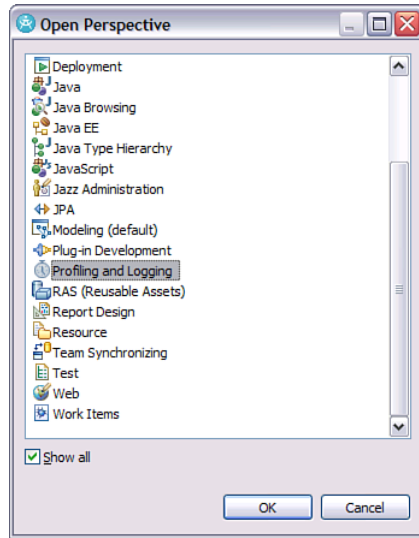 Open Perspective
Deployment
Java
Java Browsing
Java EE
Java Type Hierarchy
JavaScript
Jazz Administration
JPA
Modeling (default)
Plug-in Development
Profiling and Logging
RAS (Reusable Assets)
Report Design
Resource
Team Synchronizing
Test
Web
Work Items
Show all
OK
Cancel